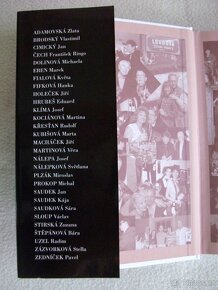 ADAMOVSKÁ Zlata
BRODSKÝ Vlastimil
CIMICKÝ Jan
ČECH František Ringo
DOLINOVÁ Michaela
EBEN Marek
FIALOVÁ Květa
FIFKOVÁ Hanka
HOLEČEK Jiří
HRUBEŠ Eduard
KLÍMA Josef
KOCIÁNOVÁ Martina
KŘESŤAN Rudolf
KUBIŠOVÁ Marta
MACHÁČEK Jiří
MARTINOVÁ Věra
NÁLEPA Josef
NÁLEPKOVÁ Světlana
PLZÁK Miroslav
PROKOP Michal
SAUDEK Jan
SAUDEK Kája
SAUDKOVÁ Sára
SLOUP Václav
STIRSKÁ Zuzana
ŠTĚPÁNOVÁ Bára
UZEL Radim
ZÁZVORKOVÁ Stella
ZEDNÍČEK Pavel